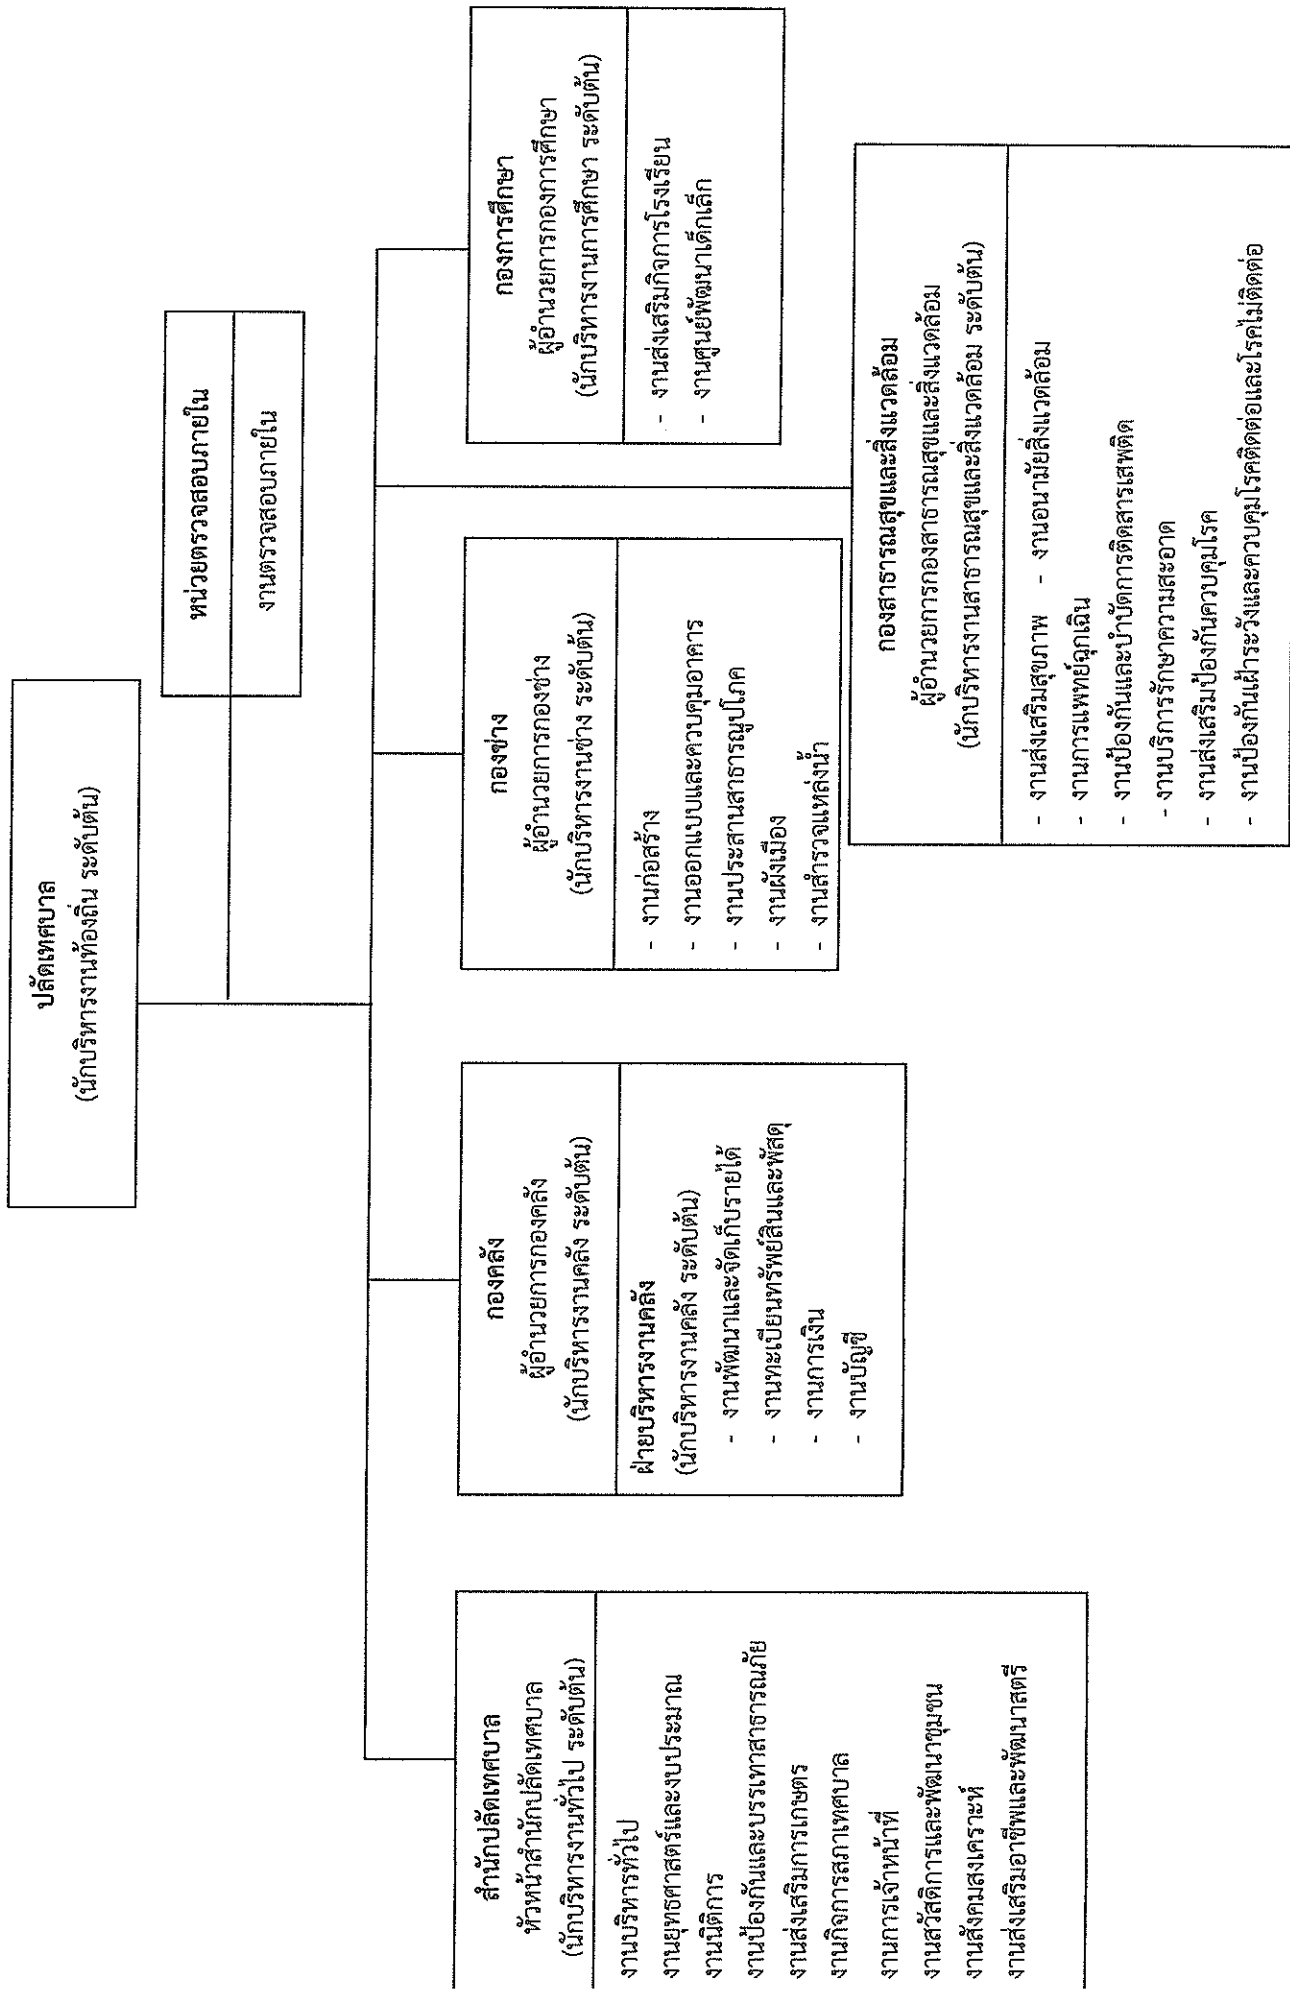 ปลัดเทศบาล
(นักบริหารงานท้องถิ่น ระดับต้น)
หน่วยตรวจสอบภายใน
งานตรวจสอบภายใน
สำนักปลัดเทศบาล
หัวหน้าสำนักปลัดเทศบาล
(นักบริหารงานทั่วไป ระดับต้น)
งานบริหารทั่วไป
งานยุทธศาสตร์และงบประมาณ
งานนิติการ
งานป้องกันและบรรเทาสาธารณภัย
งานส่งเสริมการเกษตร
งานกิจการสภาเทศบาล
งานการเจ้าหน้าที่
งานสวัสดิการและพัฒนาชุมชน
งานสังคมสงเคราะห์
งานส่งเสริมอาชีพและพัฒนาสตรี
กองคลัง
ผู้อำนวยการกองคลัง
(นักบริหารงานคลัง ระดับต้น)
ฝ่ายบริหารงานคลัง
(นักบริหารงานคลัง ระดับต้น)
- งานพัฒนาและจัดเก็บรายได้
- งานทะเบียนทรัพย์สินและพัสดุ
- งานการเงิน
- งานบัญชี
กองช่าง
ผู้อำนวยการกองช่าง
(นักบริหารงานช่าง ระดับต้น)
- งานก่อสร้าง
- งานออกแบบและควบคุมอาคาร
- งานประสานสาธารณูปโภค
- งานผังเมือง
- งานสำรวจแหล่งน้ำ
กองการศึกษา
ผู้อำนวยการกองการศึกษา
(นักบริหารงานการศึกษา ระดับต้น)
- งานส่งเสริมกิจการโรงเรียน
- งานศูนย์พัฒนาเด็กเล็ก
กองสาธารณสุขและสิ่งแวดล้อม
ผู้อำนวยการกองสาธารณสุขและสิ่งแวดล้อม
(นักบริหารงานสาธารณสุขและสิ่งแวดล้อม ระดับต้น)
- งานส่งเสริมสุขภาพ - งานอนามัยสิ่งแวดล้อม
- งานการแพทย์ฉุกเฉิน
- งานป้องกันและบำบัดการติดสารเสพติด
- งานบริการรักษาความสะอาด
- งานส่งเสริมป้องกันควบคุมโรค
- งานป้องกันเฝ้าระวังและควบคุมโรคติดต่อและโรคไม่ติดต่อ